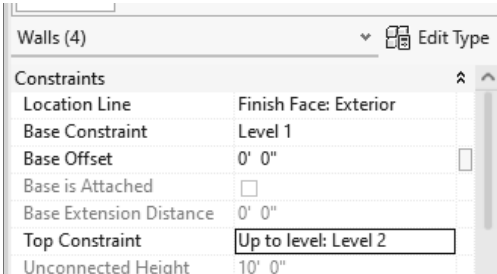 Walls (4) Edit Type
Constraints
Location Line Finish Face: Exterior
Base Constraint Level 1
Base Offset 0' 0"
Base is Attached
Base Extension Distance 0' 0"
Top Constraint Up to level: Level 2
Unconnected Height 10' 0"